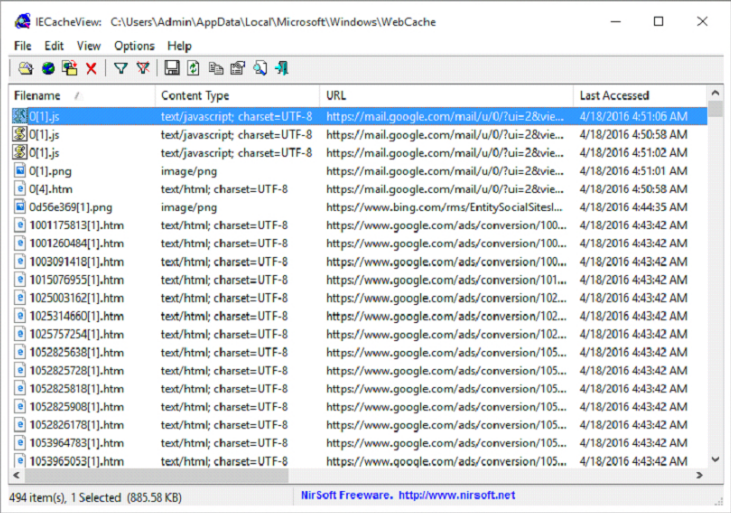 IECacheView: C:\Users\Admin\AppData\Local\Microsoft\Windows\WebCache
File Edit View Options Help
Filename / Content Type URL Last Accessed
0[1].js text/javascript; charset=UTF-8 https://mail.google.com/mail/u/0/?ui=2&vie... 4/18/2016 4:51:06 AM
0[1].js text/javascript; charset=UTF-8 https://mail.google.com/mail/u/0/?ui=2&vie... 4/18/2016 4:50:58 AM
0[1].js text/javascript; charset=UTF-8 https://mail.google.com/mail/u/0/?ui=2&vie... 4/18/2016 4:51:02 AM
0[1].png image/png https://mail.google.com/mail/u/0/?ui=2&vie... 4/18/2016 4:51:01 AM
0[4].htm text/html; charset=UTF-8 https://mail.google.com/mail/u/0/?ui=2&vie... 4/18/2016 4:50:58 AM
0d56e369[1].png image/png https://www.bing.com/rms/EntitySocialSitesI... 4/18/2016 4:44:35 AM
1001175813[1].htm text/html; charset=UTF-8 https://www.google.com/ads/conversion/100... 4/18/2016 4:43:42 AM
1001260484[1].htm text/html; charset=UTF-8 https://www.google.com/ads/conversion/100... 4/18/2016 4:43:42 AM
1003091418[1].htm text/html; charset=UTF-8 https://www.google.com/ads/conversion/100... 4/18/2016 4:43:42 AM
1015076955[1].htm text/html; charset=UTF-8 https://www.google.com/ads/conversion/101... 4/18/2016 4:43:42 AM
1025003162[1].htm text/html; charset=UTF-8 https://www.google.com/ads/conversion/102... 4/18/2016 4:43:42 AM
1025314660[1].htm text/html; charset=UTF-8 https://www.google.com/ads/conversion/102... 4/18/2016 4:43:42 AM
1025757254[1].htm text/html; charset=UTF-8 https://www.google.com/ads/conversion/102... 4/18/2016 4:43:42 AM
1052825638[1].htm text/html; charset=UTF-8 https://www.google.com/ads/conversion/105... 4/18/2016 4:43:42 AM
1052825728[1].htm text/html; charset=UTF-8 https://www.google.com/ads/conversion/105... 4/18/2016 4:43:42 AM
1052825818[1].htm text/html; charset=UTF-8 https://www.google.com/ads/conversion/105... 4/18/2016 4:43:42 AM
1052825908[1].htm text/html; charset=UTF-8 https://www.google.com/ads/conversion/105... 4/18/2016 4:43:42 AM
1052826178[1].htm text/html; charset=UTF-8 https://www.google.com/ads/conversion/105... 4/18/2016 4:43:42 AM
1053964783[1].htm text/html; charset=UTF-8 https://www.google.com/ads/conversion/105... 4/18/2016 4:43:42 AM
1053965053[1].htm text/html; charset=UTF-8 https://www.google.com/ads/conversion/105... 4/18/2016 4:43:42 AM
494 item(s), 1 Selected (885.58 KB) NirSoft Freeware. http://www.nirsoft.net